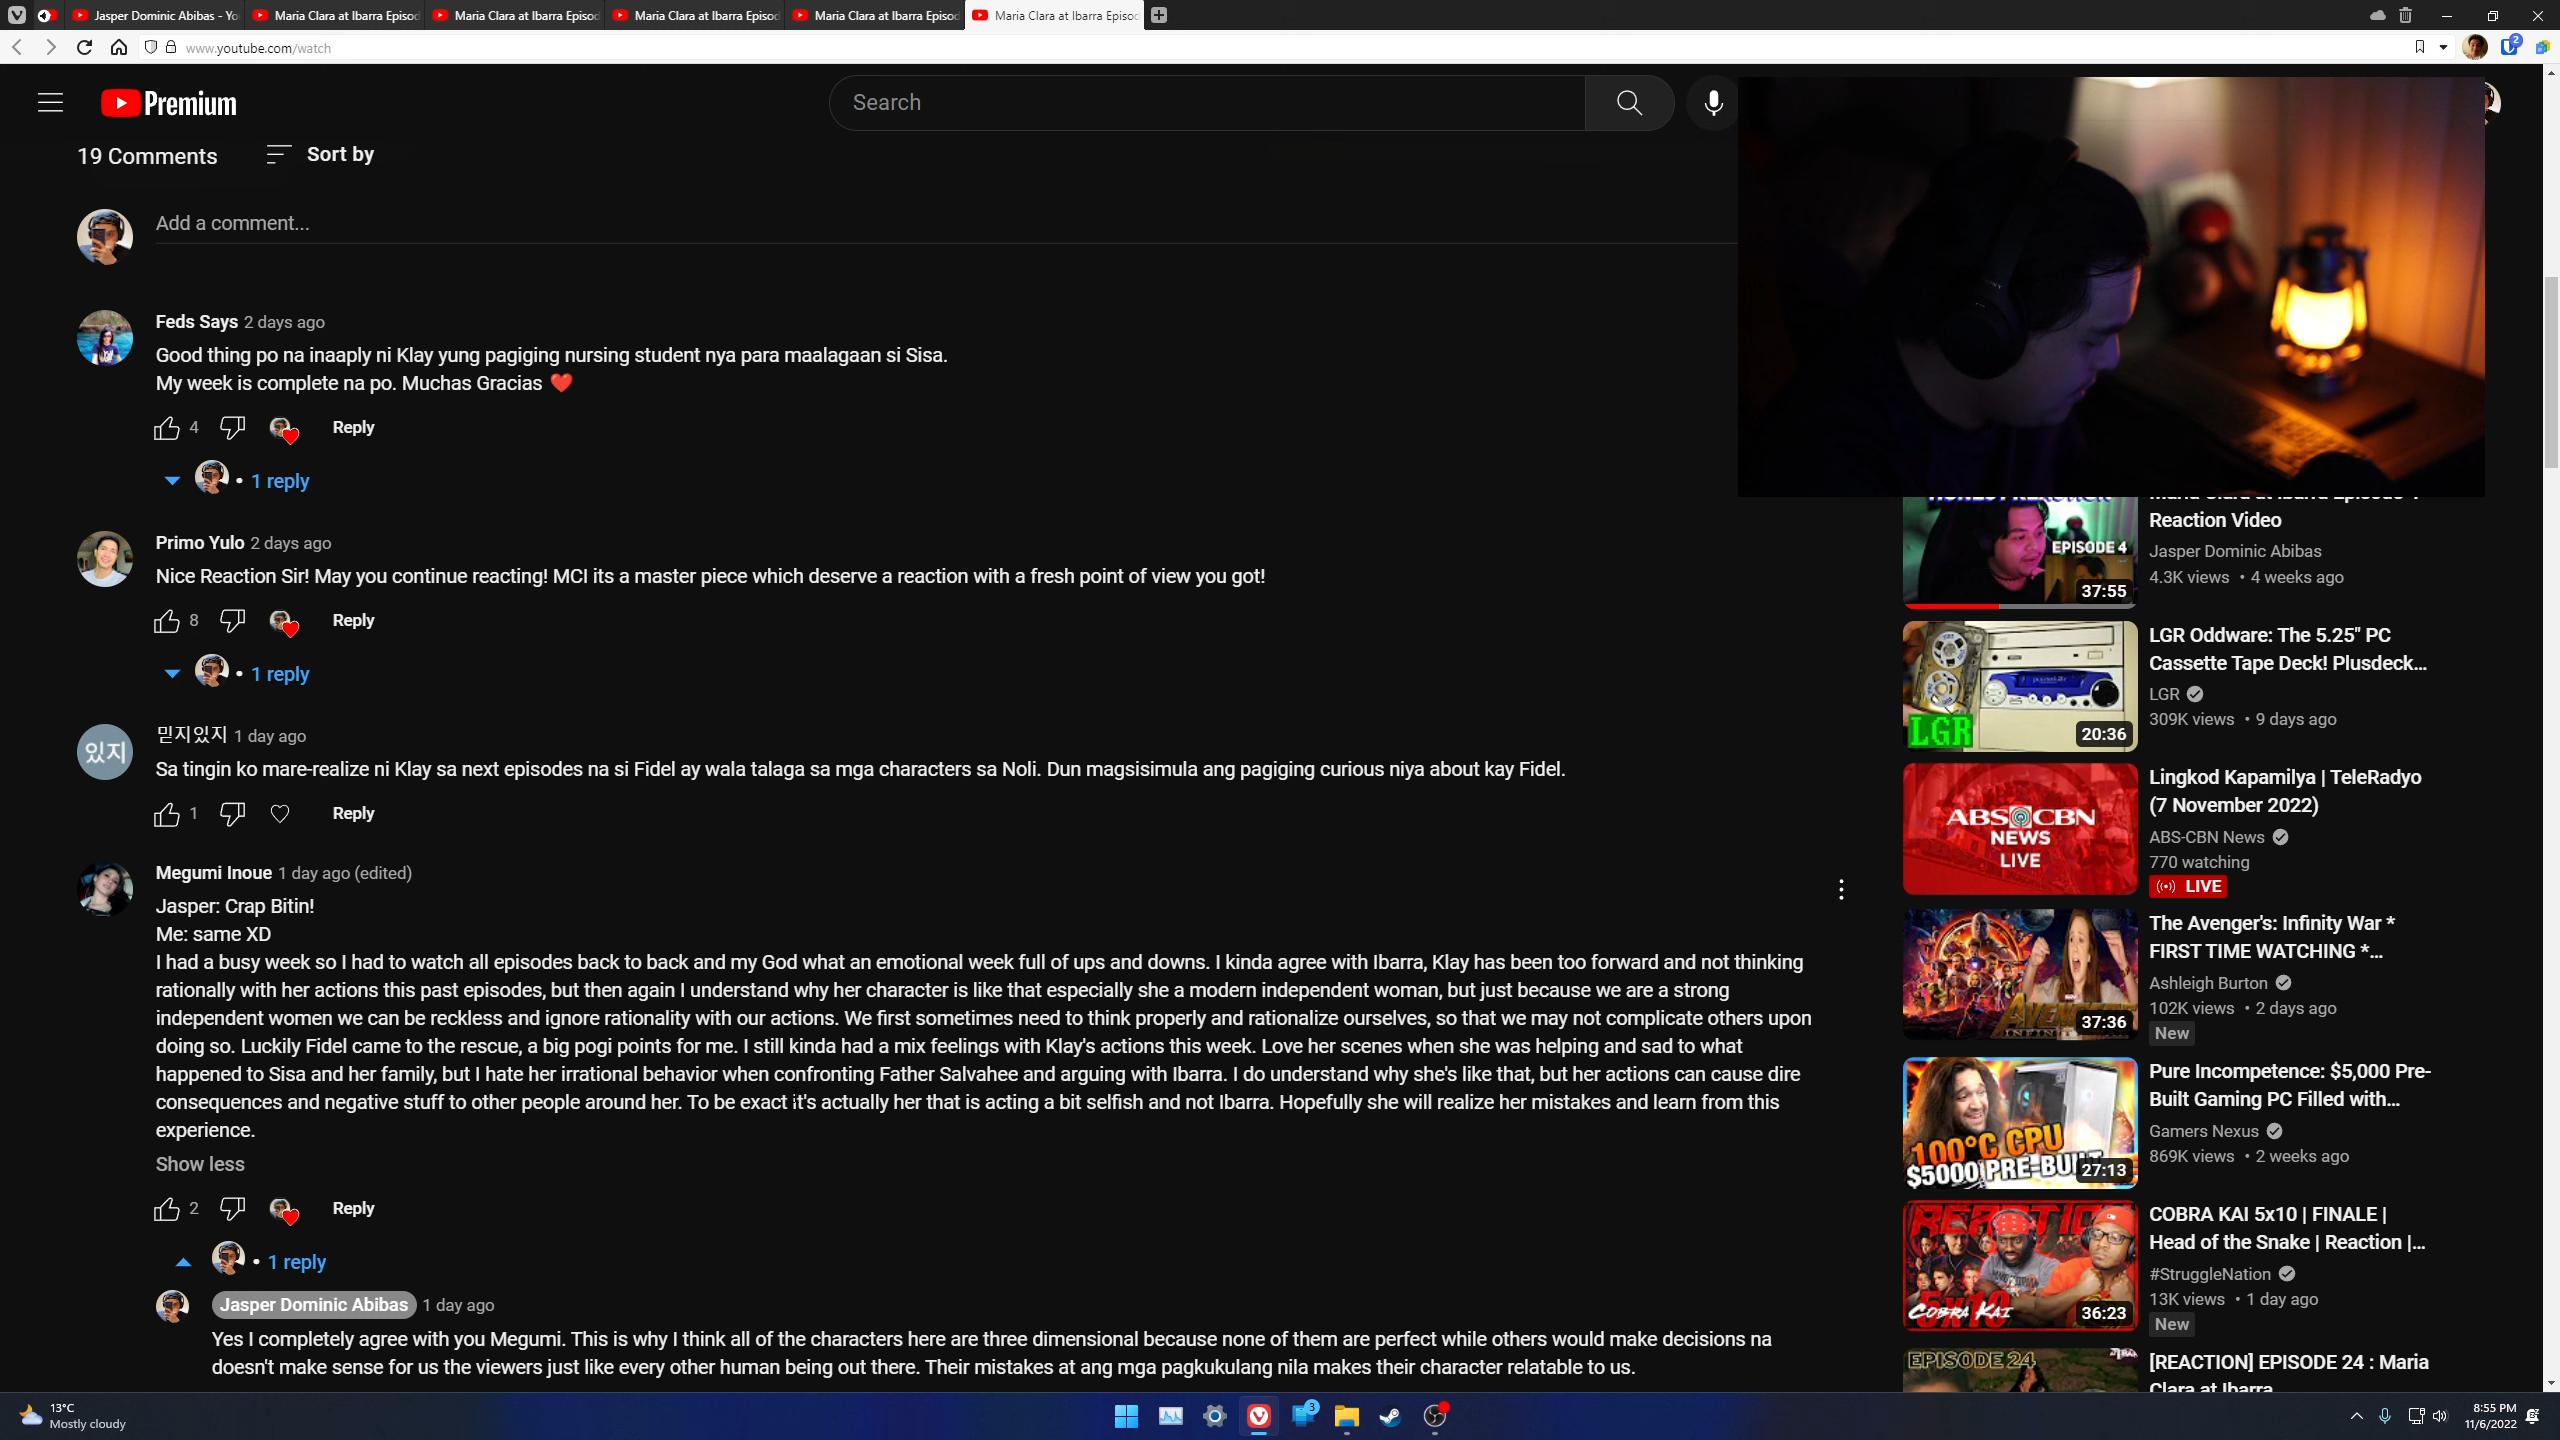 Jasper Dominic Abibas - Yo
Maria Clara at Ibarra Episod
Maria Clara at Ibarra Episod
Maria Clara at Ibarra Episod
Maria Clara at Ibarra Episod
Maria Clara at Ibarra Episod
www.youtube.com/watch
2
Premium
Search
19 Comments
Sort by
Add a comment...
Feds Says 2 days ago
Good thing po na inaaply ni Klay yung pagiging nursing student nya para maalagaan si Sisa.
My week is complete na po. Muchas Gracias ❤️
4
Reply
• 1 reply
Primo Yulo 2 days ago
Nice Reaction Sir! May you continue reacting! MCI its a master piece which deserve a reaction with a fresh point of view you got!
8
Reply
• 1 reply
있지
믿지있지 1 day ago
Sa tingin ko mare-realize ni Klay sa next episodes na si Fidel ay wala talaga sa mga characters sa Noli. Dun magsisimula ang pagiging curious niya about kay Fidel.
1
Reply
Megumi Inoue 1 day ago (edited)
Jasper: Crap Bitin!
Me: same XD
I had a busy week so I had to watch all episodes back to back and my God what an emotional week full of ups and downs. I kinda agree with Ibarra, Klay has been too forward and not thinking
rationally with her actions this past episodes, but then again I understand why her character is like that especially she a modern independent woman, but just because we are a strong
independent women we can be reckless and ignore rationality with our actions. We first sometimes need to think properly and rationalize ourselves, so that we may not complicate others upon
doing so. Luckily Fidel came to the rescue, a big pogi points for me. I still kinda had a mix feelings with Klay's actions this week. Love her scenes when she was helping and sad to what
happened to Sisa and her family, but I hate her irrational behavior when confronting Father Salvahee and arguing with Ibarra. I do understand why she's like that, but her actions can cause dire
consequences and negative stuff to other people around her. To be exact it's actually her that is acting a bit selfish and not Ibarra. Hopefully she will realize her mistakes and learn from this
experience.
Show less
2
Reply
• 1 reply
Jasper Dominic Abibas 1 day ago
Yes I completely agree with you Megumi. This is why I think all of the characters here are three dimensional because none of them are perfect while others would make decisions na
doesn't make sense for us the viewers just like every other human being out there. Their mistakes at ang mga pagkukulang nila makes their character relatable to us.
EPISODE 4
37:55
Reaction Video
Jasper Dominic Abibas
4.3K views • 4 weeks ago
LGR
20:36
LGR Oddware: The 5.25" PC
Cassette Tape Deck! Plusdeck...
LGR
309K views • 9 days ago
ABS CBN
NEWS
LIVE
Lingkod Kapamilya | TeleRadyo
(7 November 2022)
ABS-CBN News
770 watching
LIVE
37:36
The Avenger's: Infinity War *
FIRST TIME WATCHING *...
Ashleigh Burton
102K views • 2 days ago
New
100°C CPU
$5000 PRE-BUILT
27:13
Pure Incompetence: $5,000 Pre-
Built Gaming PC Filled with...
Gamers Nexus
869K views • 2 weeks ago
REACTION
5x10
COBRA KAI
36:23
COBRA KAI 5x10 | FINALE |
Head of the Snake | Reaction |...
#StruggleNation
13K views • 1 day ago
New
EPISODE 24
[REACTION] EPISODE 24 : Maria
Clara at Ibarra
13°C
Mostly cloudy
3
8:55 PM
11/6/2022